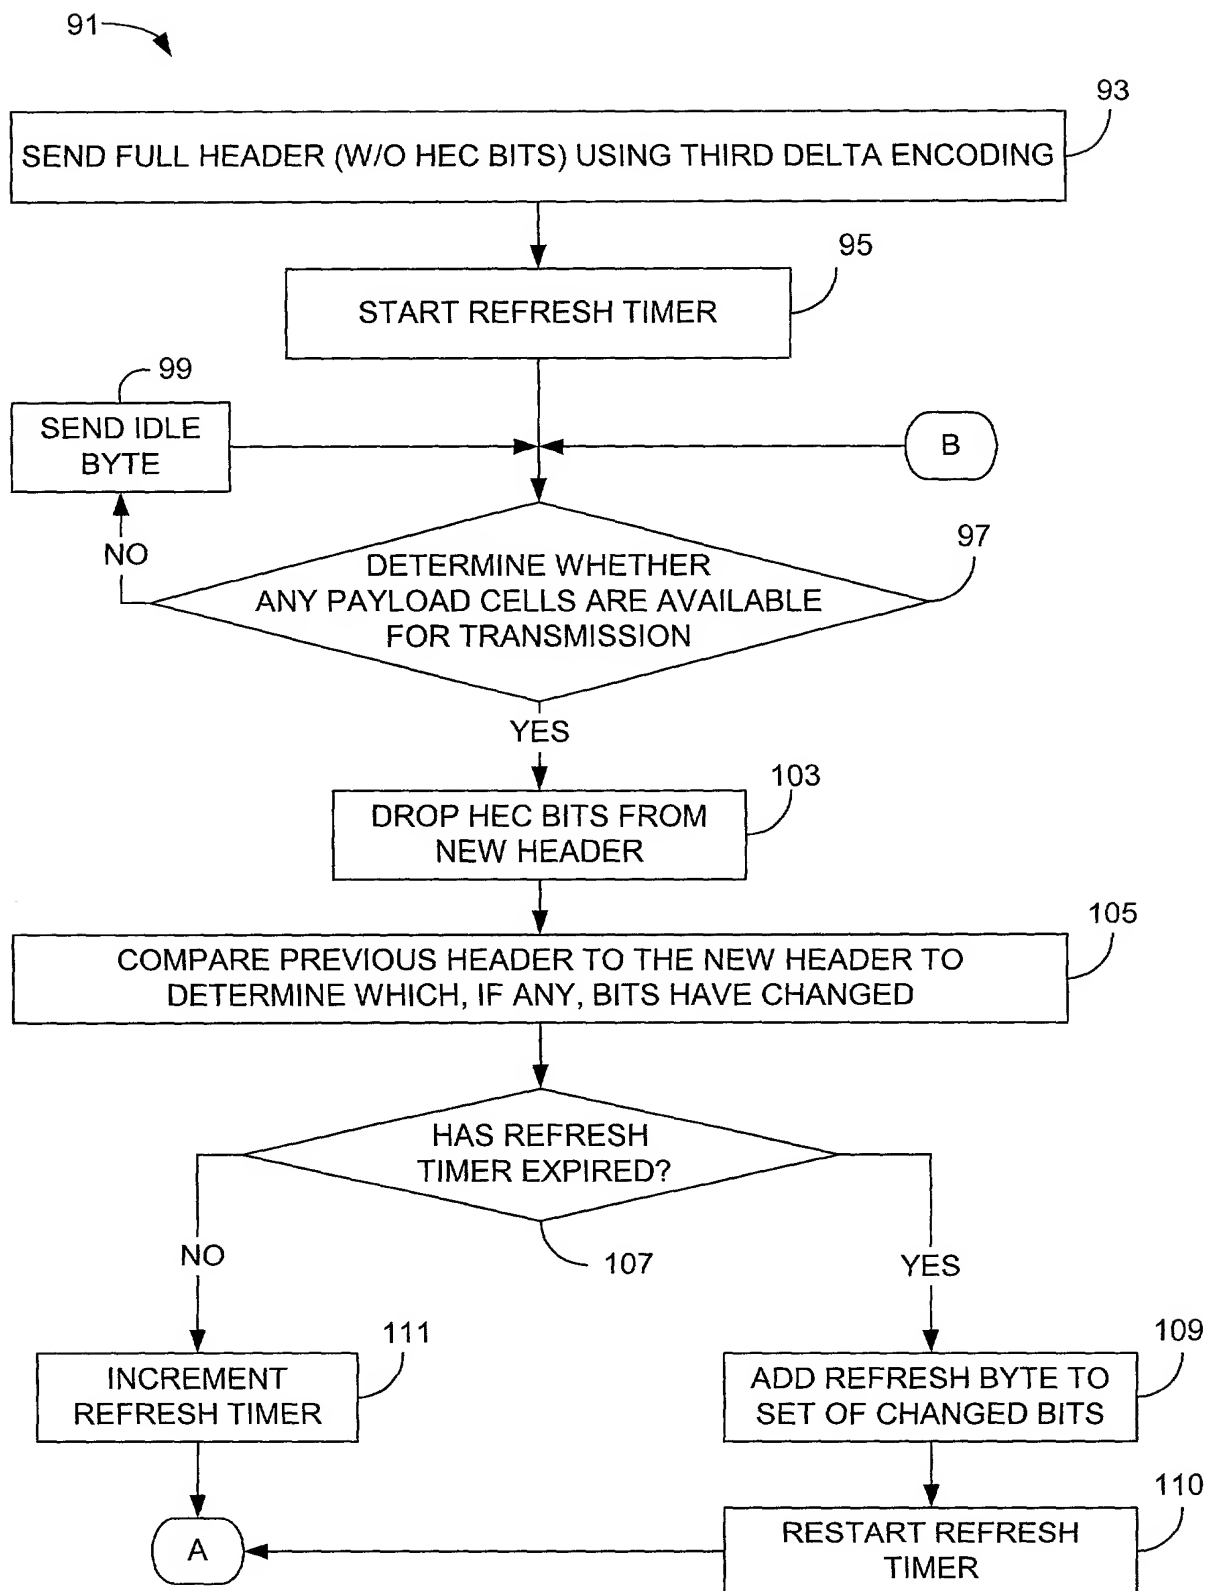 91
93
SEND FULL HEADER (W/O HEC BITS) USING THIRD DELTA ENCODING
95
START REFRESH TIMER
99
SEND IDLE
BYTE
B
NO
97
DETERMINE WHETHER
ANY PAYLOAD CELLS ARE AVAILABLE
FOR TRANSMISSION
YES
103
DROP HEC BITS FROM
NEW HEADER
105
COMPARE PREVIOUS HEADER TO THE NEW HEADER TO
DETERMINE WHICH, IF ANY, BITS HAVE CHANGED
HAS REFRESH
TIMER EXPIRED?
107
NO
YES
111
INCREMENT
REFRESH TIMER
109
ADD REFRESH BYTE TO
SET OF CHANGED BITS
110
RESTART REFRESH
TIMER
A